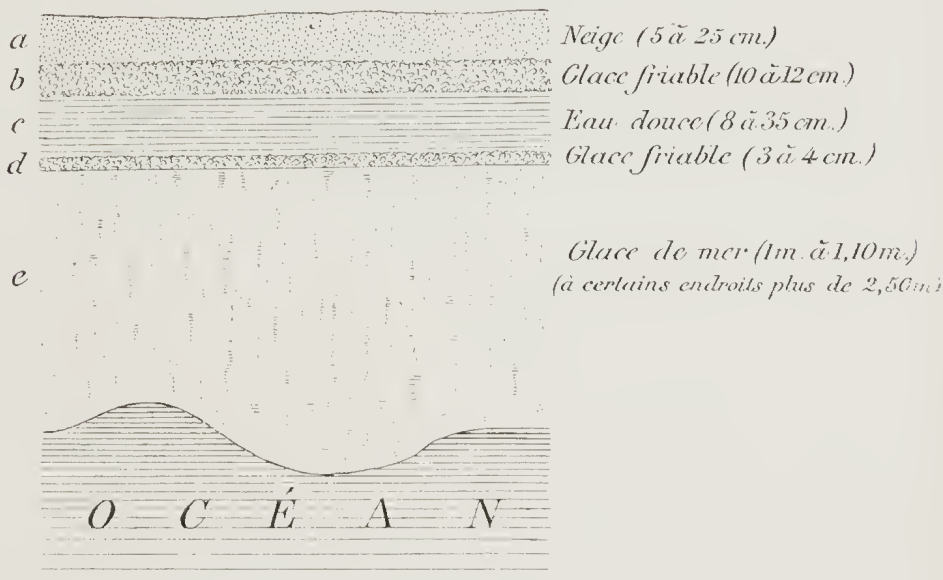 a Neige (5 à 25 cm.)
b Glace friable (10 à 12 cm.)
c Eau douce (8 à 35 cm.)
d Glace friable (3 à 4 cm.)
e Glace de mer (1m. à 1,10m.)
(à certains endroits plus de 2,50m)
OCÉAN